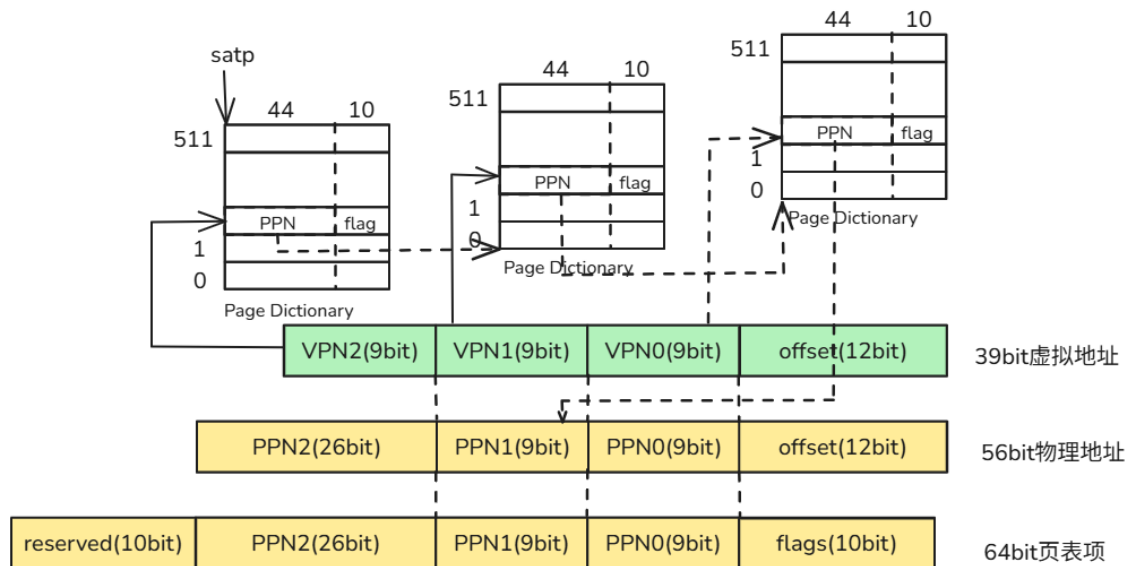 satp
44 10
511
PPN flag
1
0
Page Dictionary
44 10
511
PPN flag
1
0
Page Dictionary
44 10
511
PPN flag
1
0
Page Dictionary
VPN2(9bit) VPN1(9bit) VPN0(9bit) offset(12bit) 39bit虚拟地址
PPN2(26bit) PPN1(9bit) PPN0(9bit) offset(12bit) 56bit物理地址
reserved(10bit) PPN2(26bit) PPN1(9bit) PPN0(9bit) flags(10bit) 64bit页表项